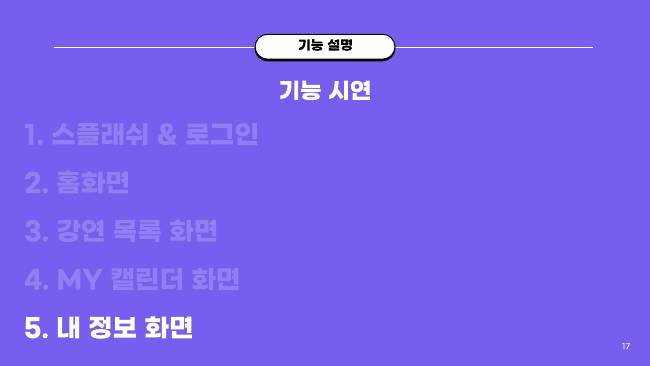 기능 설명
기능 시연
1. 스플래쉬 & 로그인
2. 홈화면
3. 강연 목록 화면
4. MY 캘린더 화면
5. 내 정보 화면
17